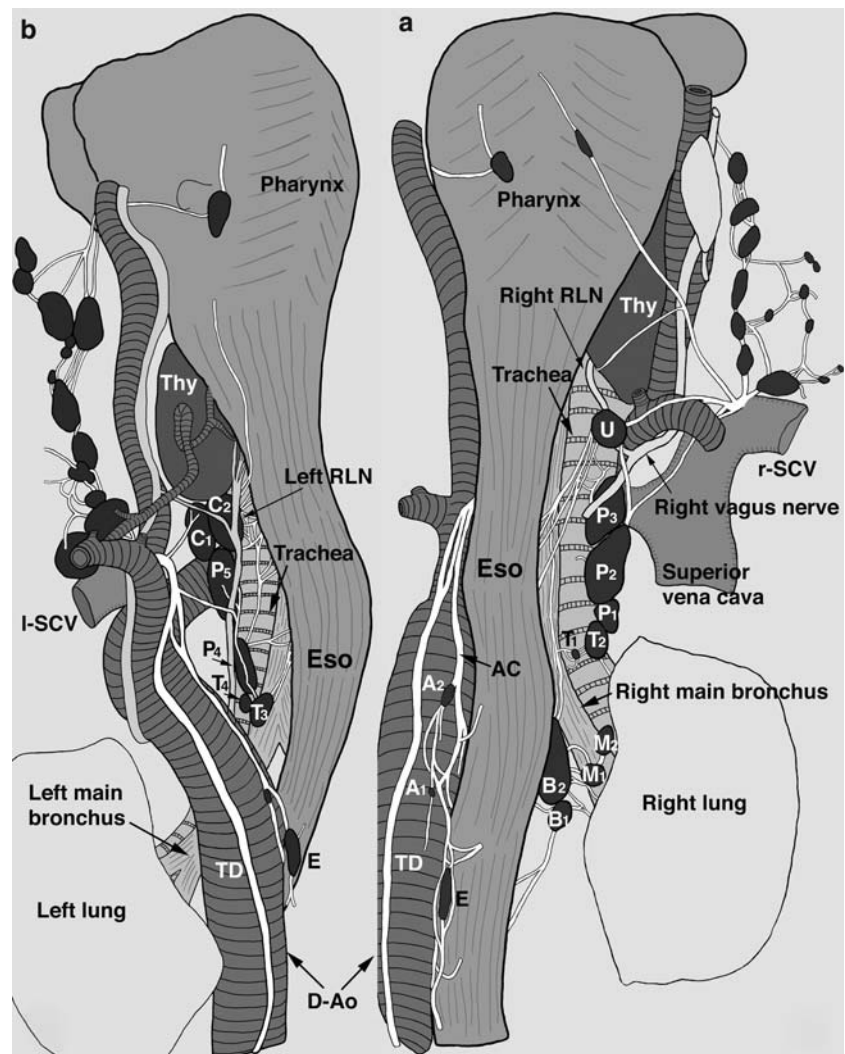 b
Pharynx
Thy
Left RLN
C2
C1
Trachea
P5
l-SCV
Eso
P4
T4
T3
Left main
bronchus
TD
E
Left lung
D-Ao
a
Pharynx
Right RLN
Thy
Trachea
U
r-SCV
Right vagus nerve
P3
Eso
P2
Superior
vena cava
P1
T1
T2
AC
A2
Right main bronchus
M2
M1
A1
B2
B1
Right lung
TD
E